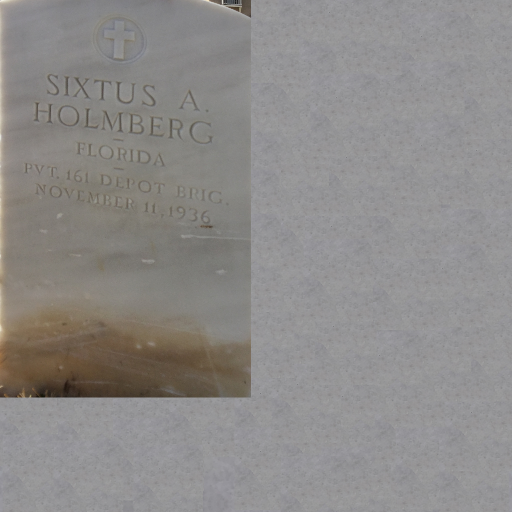 SIXTUS A.
HOLMBERG
FLORIDA
PVT. 161 DEPOT BRIG.
NOVEMBER 11, 1936